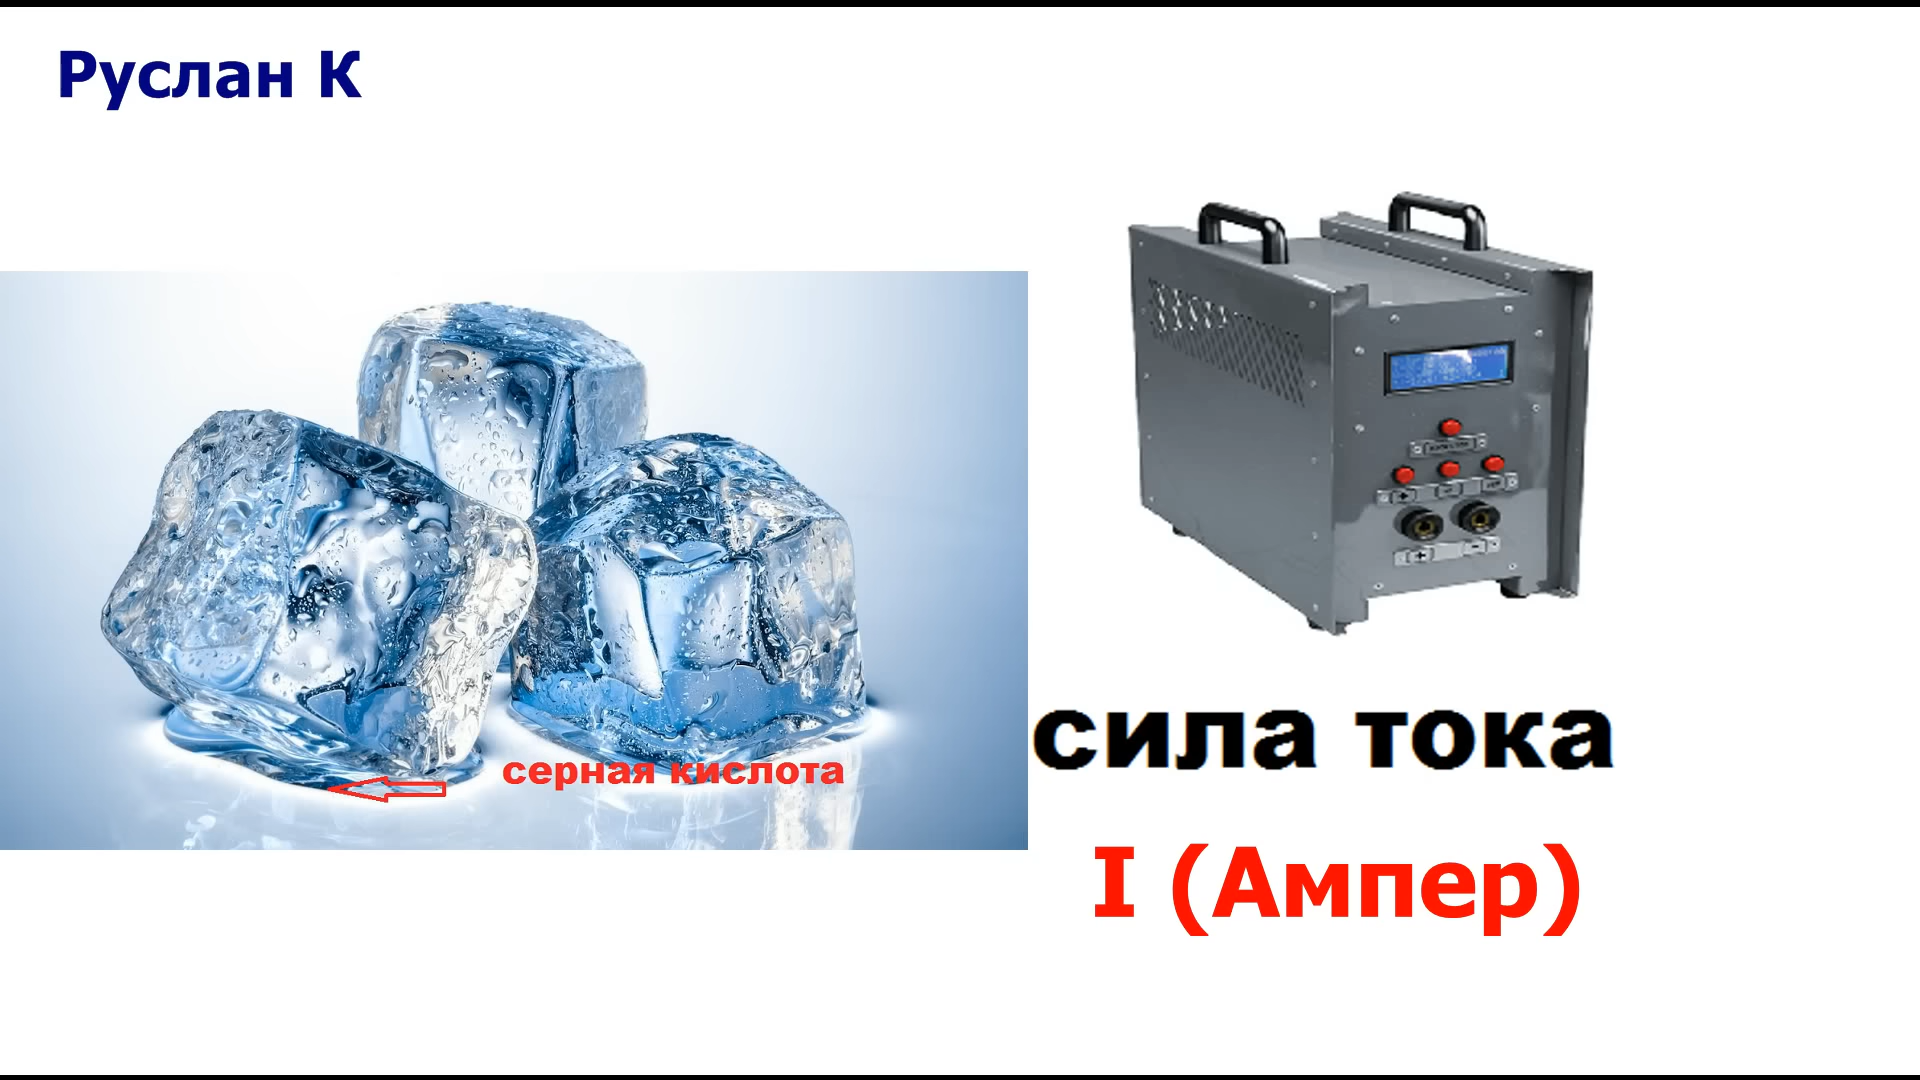 Руслан К
серная кислота
сила тока
I (Ампер)